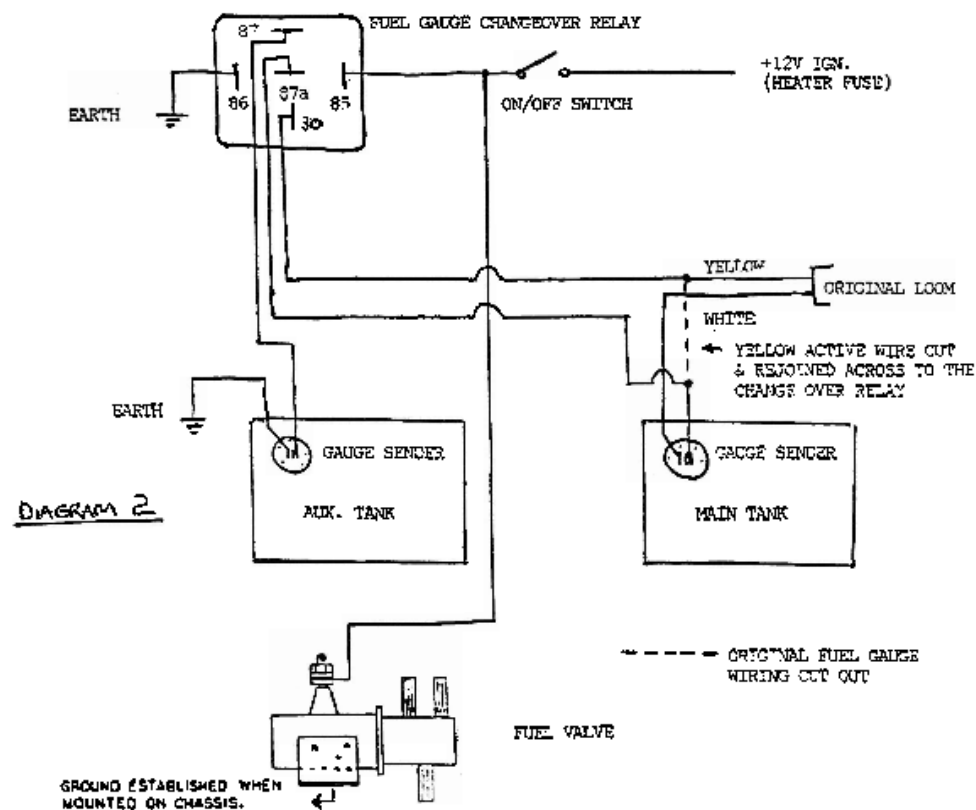 FUEL GAUGE CHANGEOVER RELAY
87
+12V IGN.
(HEATER FUSE)
87a
86
85
30
ON/OFF SWITCH
EARTH
YELLOW
ORIGINAL LOOM
WHITE
YELLOW ACTIVE WIRE CUT
& REJOINED ACROSS TO THE
CHANGE OVER RELAY
EARTH
GAUGE SENDER
GAUGE SENDER
DIAGRAM 2
AUX. TANK
MAIN TANK
ORIGINAL FUEL GAUGE
WIRING CUT OUT
FUEL VALVE
GROUND ESTABLISHED WHEN
MOUNTED ON CHASSIS.